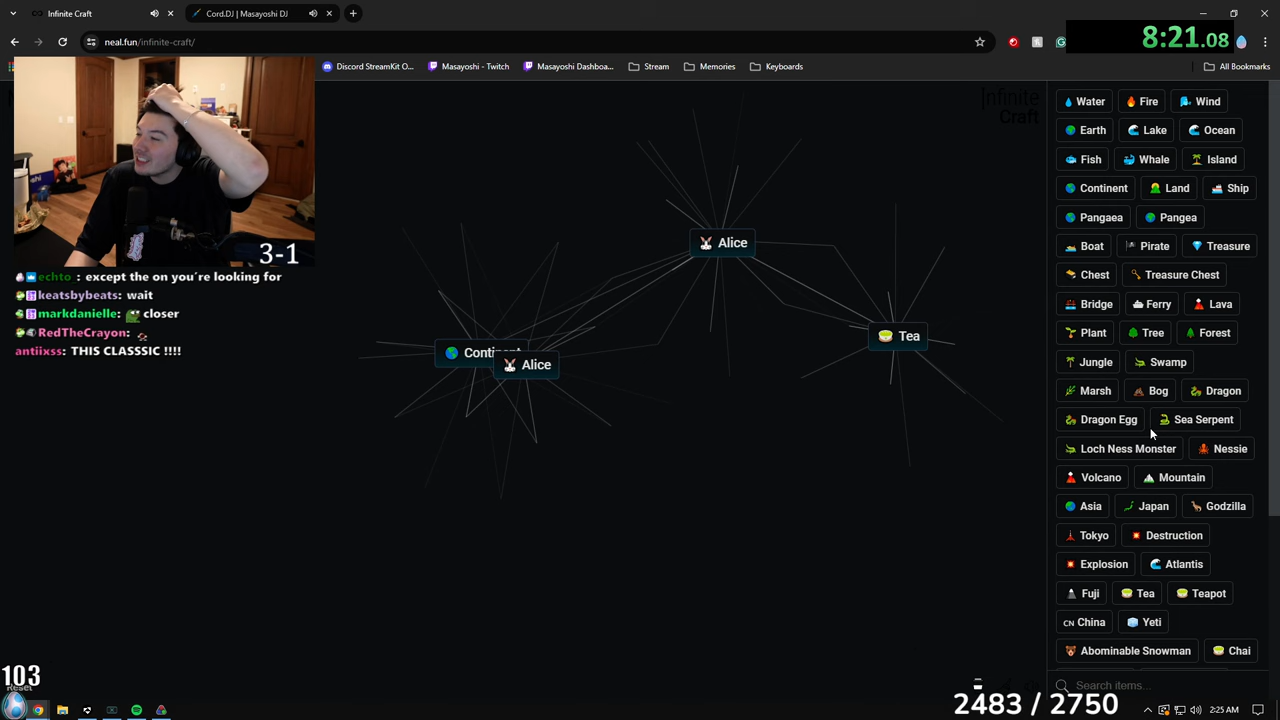 Infinite Craft
Cord.DJ | Masayoshi DJ
neal.fun/infinite-craft/
8:21.08
Discord StreamKit O...
Masayoshi - Twitch
Masayoshi Dashboa...
Stream
Memories
Keyboards
All Bookmarks
Infinite
Craft
3-1
echto : except the on you're looking for
keatsbybeats: wait
markdanielle: closer
RedTheCrayon:
antiixss: THIS CLASSSIC !!!!
Alice
Tea
Alice
Water Fire Wind
Earth Lake Ocean
Fish Whale Island
Continent Land Ship
Pangaea Pangea
Boat Pirate Treasure
Chest Treasure Chest
Bridge Ferry Lava
Plant Tree Forest
Jungle Swamp
Marsh Bog Dragon
Dragon Egg Sea Serpent
Loch Ness Monster Nessie
Volcano Mountain
Asia Japan Godzilla
Tokyo Destruction
Explosion Atlantis
Fuji Tea Teapot
CN China Yeti
Abominable Snowman Chai
Search items...
103
Reset
2483 / 2750
2:25 AM